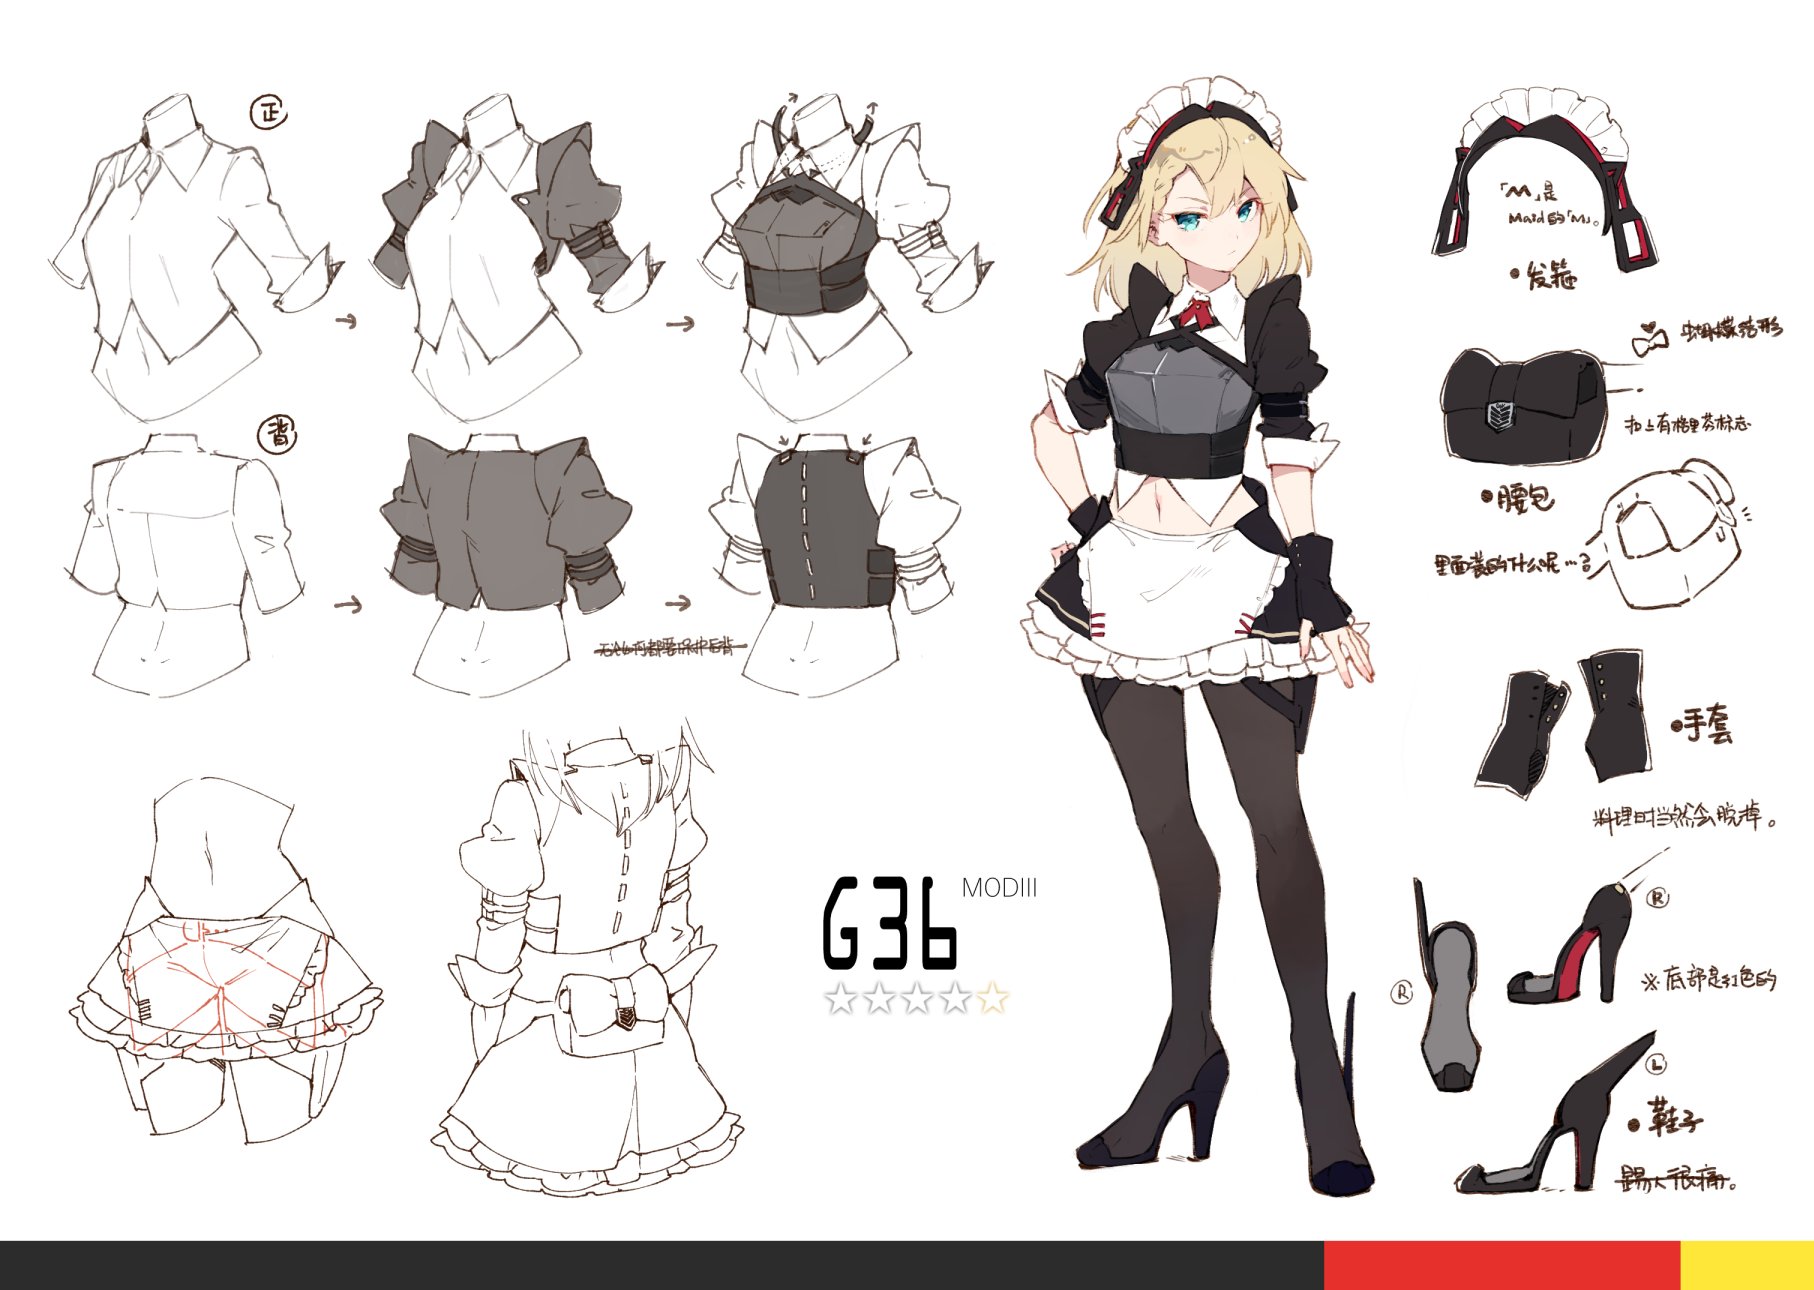 正
背
无论如何都要保护后背
G36
MODIII
「M」是
Maid的「M」。
•发箍
蝴蝶结形
扣上有格里芬标志
•腰包
里面装的什么呢…?
•手套
料理时当然会脱掉。
R
※底部是红色的
R
L
•鞋子
踢人很痛。